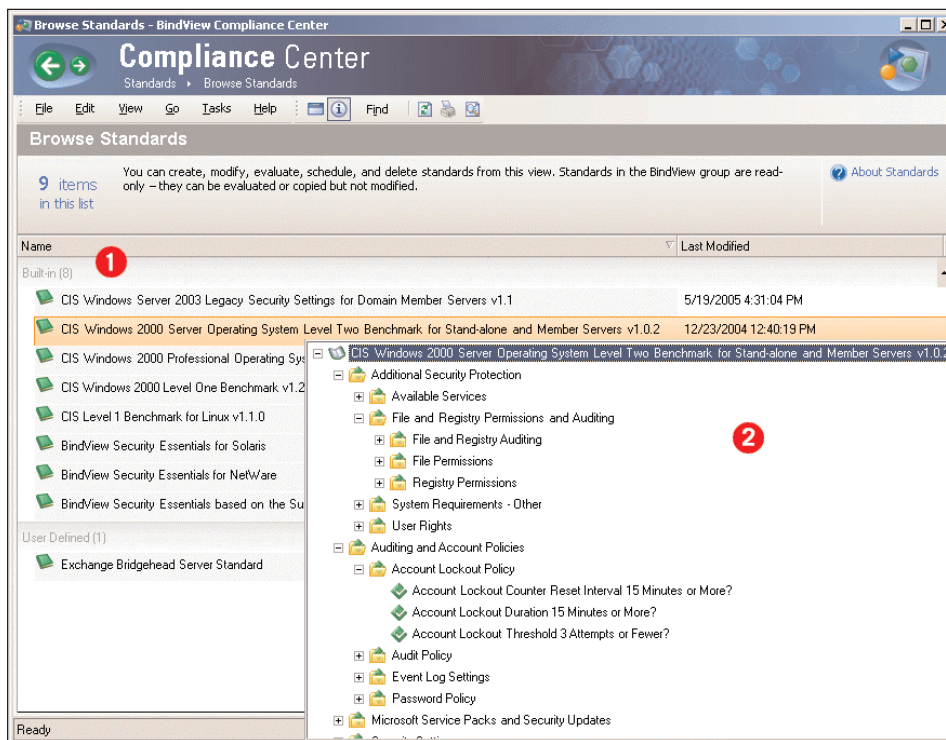 Browse Standards - BindView Compliance Center
Compliance Center
Standards ▸ Browse Standards
File Edit View Go Tasks Help Find
Browse Standards
9 items
in this list
You can create, modify, evaluate, schedule, and delete standards from this view. Standards in the BindView group are read-
only – they can be evaluated or copied but not modified.
About Standards
Name Last Modified
1
Built-in (8)
CIS Windows Server 2003 Legacy Security Settings for Domain Member Servers v1.1 5/19/2005 4:31:04 PM
CIS Windows 2000 Server Operating System Level Two Benchmark for Stand-alone and Member Servers v1.0.2 12/23/2004 12:40:19 PM
CIS Windows 2000 Professional Operating Sys
CIS Windows 2000 Level One Benchmark v1.2
CIS Level 1 Benchmark for Linux v1.1.0
BindView Security Essentials for Solaris
BindView Security Essentials for NetWare
BindView Security Essentials based on the Su
User Defined (1)
Exchange Bridgehead Server Standard
Ready
CIS Windows 2000 Server Operating System Level Two Benchmark for Stand-alone and Member Servers v1.0.2
Additional Security Protection
Available Services
File and Registry Permissions and Auditing
2
File and Registry Auditing
File Permissions
Registry Permissions
System Requirements - Other
User Rights
Auditing and Account Policies
Account Lockout Policy
Account Lockout Counter Reset Interval 15 Minutes or More?
Account Lockout Duration 15 Minutes or More?
Account Lockout Threshold 3 Attempts or Fewer?
Audit Policy
Event Log Settings
Password Policy
Microsoft Service Packs and Security Updates